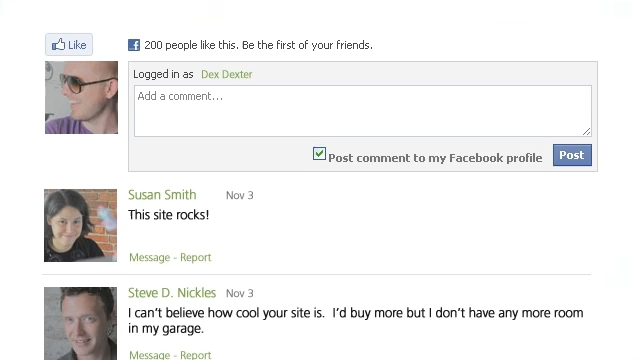 Like
200 people like this. Be the first of your friends.
Logged in as Dex Dexter
Add a comment...
Post comment to my Facebook profile Post
Susan Smith Nov 3
This site rocks!
Message - Report
Steve D. Nickles Nov 3
I can't believe how cool your site is. I'd buy more but I don't have any more room
in my garage.
Message - Report